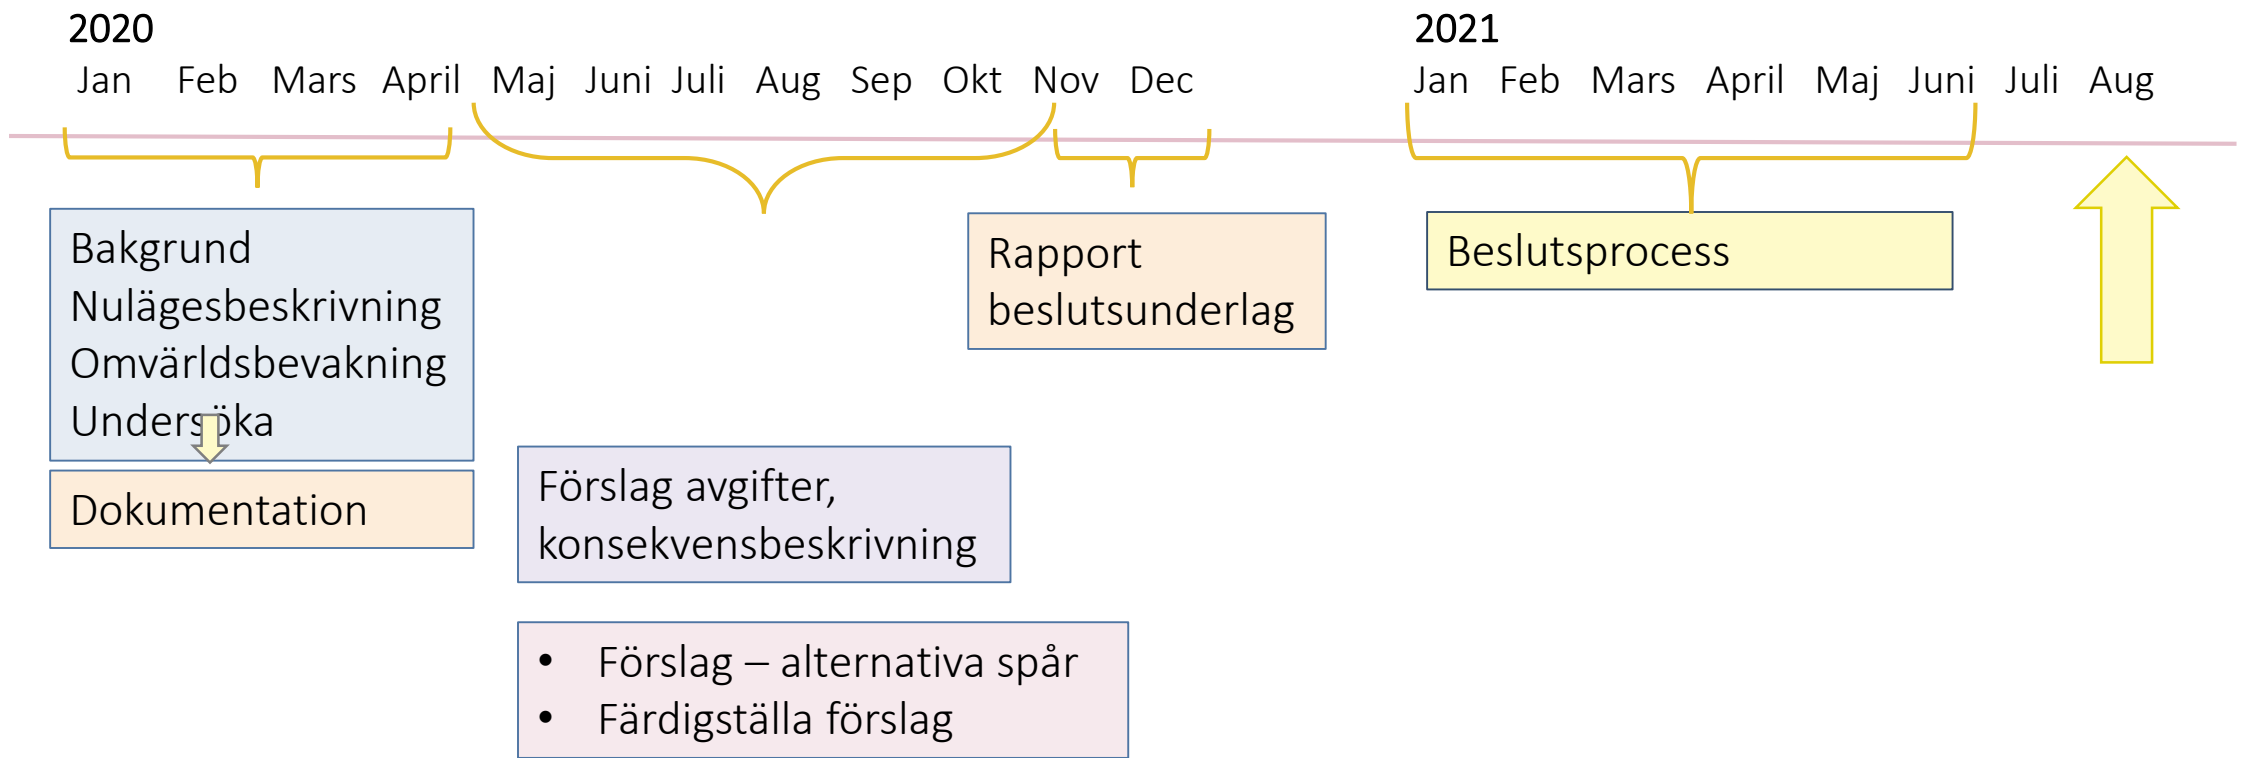 2020 2021
Jan Feb Mars April Maj Juni Juli Aug Sep Okt Nov Dec Jan Feb Mars April Maj Juni Juli Aug
Bakgrund
Nulägesbeskrivning
Omvärldsbevakning
Undersöka
Dokumentation
Förslag avgifter,
konsekvensbeskrivning
• Förslag – alternativa spår
• Färdigställa förslag
Rapport
beslutsunderlag
Beslutsprocess